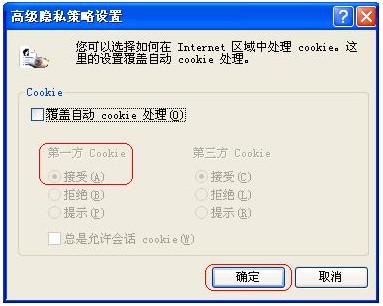 高级隐私策略设置
您可以选择如何在 Internet 区域中处理 cookie。这
里的设置覆盖自动 cookie 处理。
Cookie
覆盖自动 cookie 处理(O)
第一方 Cookie
第三方 Cookie
接受(A)
接受(C)
拒绝(B)
拒绝(L)
提示(P)
提示(R)
总是允许会话 cookie(W)
确定
取消